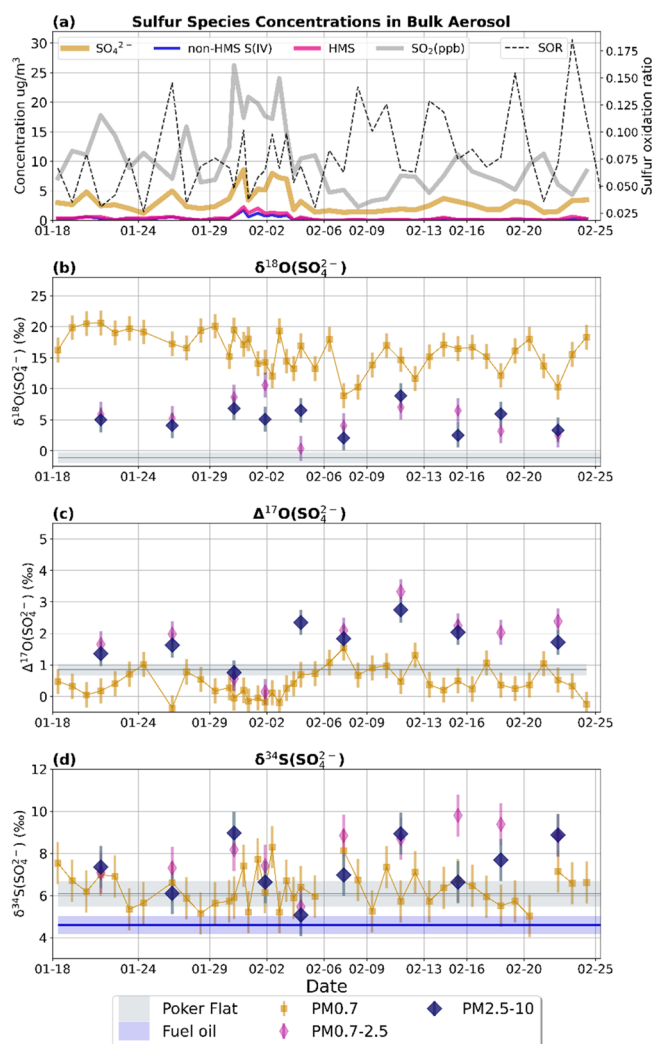 (a) Sulfur Species Concentrations in Bulk Aerosol
SO₄²⁻ non-HMS S(IV) HMS SO₂(ppb) SOR
Concentration ug/m³
30
25
20
15
10
5
0
Sulfur oxidation ratio
0.175
0.150
0.125
0.100
0.075
0.050
0.025
01-18 01-24 01-29 02-02 02-06 02-09 02-13 02-16 02-20 02-25
(b) δ¹⁸O(SO₄²⁻)
δ¹⁸O(SO₄²⁻) (‰)
25
20
15
10
5
0
01-18 01-24 01-29 02-02 02-06 02-09 02-13 02-16 02-20 02-25
(c) Δ¹⁷O(SO₄²⁻)
Δ¹⁷O(SO₄²⁻) (‰)
5
4
3
2
1
0
01-18 01-24 01-29 02-02 02-06 02-09 02-13 02-16 02-20 02-25
(d) δ³⁴S(SO₄²⁻)
δ³⁴S(SO₄²⁻) (‰)
12
10
8
6
4
01-18 01-24 01-29 02-02 02-06 02-09 02-13 02-16 02-20 02-25
Date
Poker Flat PM0.7 PM2.5-10
Fuel oil PM0.7-2.5